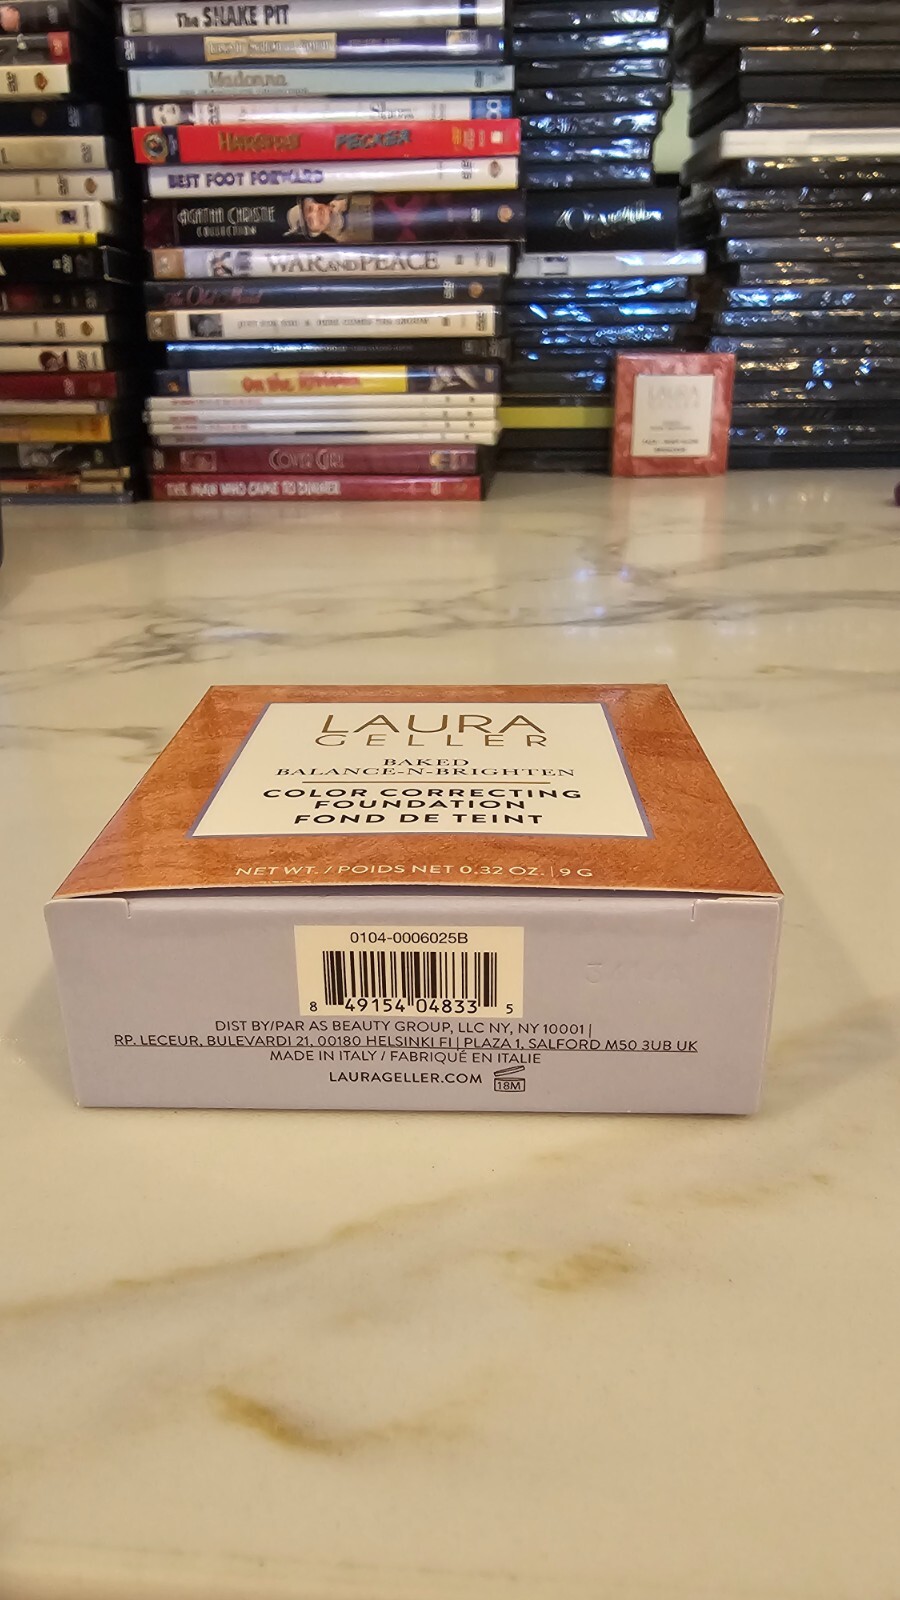 The SNAKE PIT
Madonna
HAIRSPRAY PECKER
BEST FOOT FORWARD
AGATHA CHRISTIE
COLLECTION
WAR AND PEACE
The Old Maid
On the Riviera
COVER GIRL
THE MAN WHO CAME TO DINNER
LAURA
GELLER
BAKED
BALANCE-N-BRIGHTEN
COLOR CORRECTING
FOUNDATION
FOND DE TEINT
NET WT. / POIDS NET 0.32 OZ. | 9 G
0104-0006025B
8 49154 04833 5
DIST BY/PAR AS BEAUTY GROUP, LLC NY, NY 10001 |
RP. LECEUR, BULEVARDI 21, 00180 HELSINKI FI | PLAZA 1, SALFORD M50 3UB UK
MADE IN ITALY / FABRIQUÉ EN ITALIE
LAURAGELLER.COM 18M